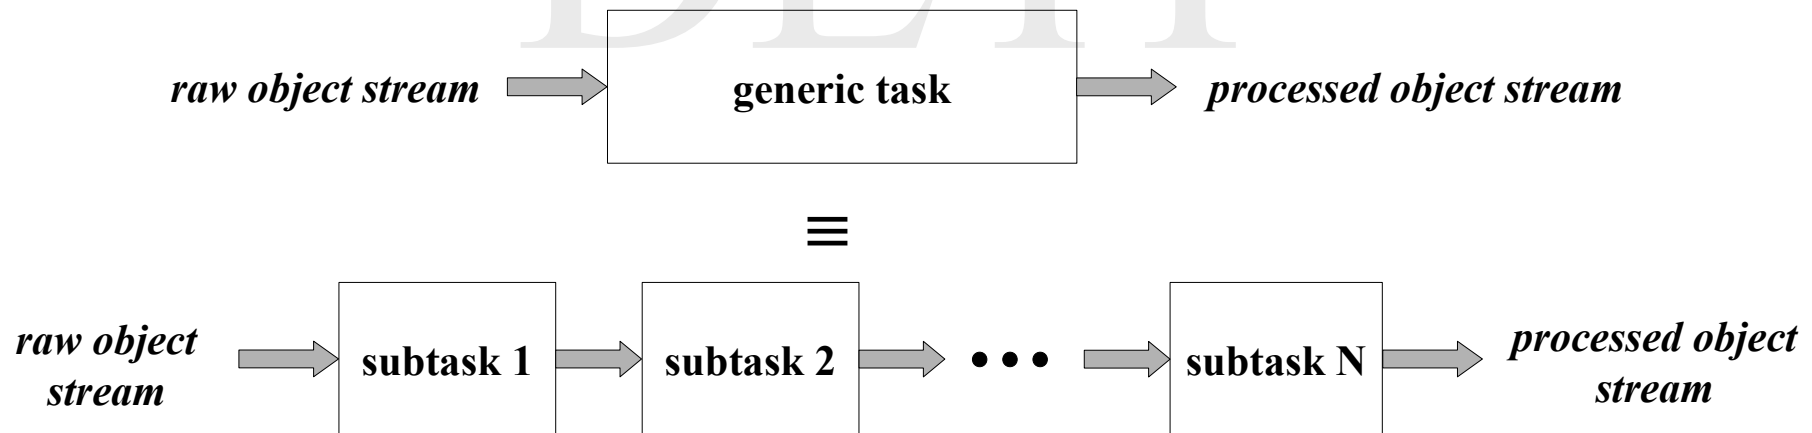 raw object stream
generic task
processed object stream
≡
raw object
stream
subtask 1
subtask 2
•••
subtask N
processed object
stream